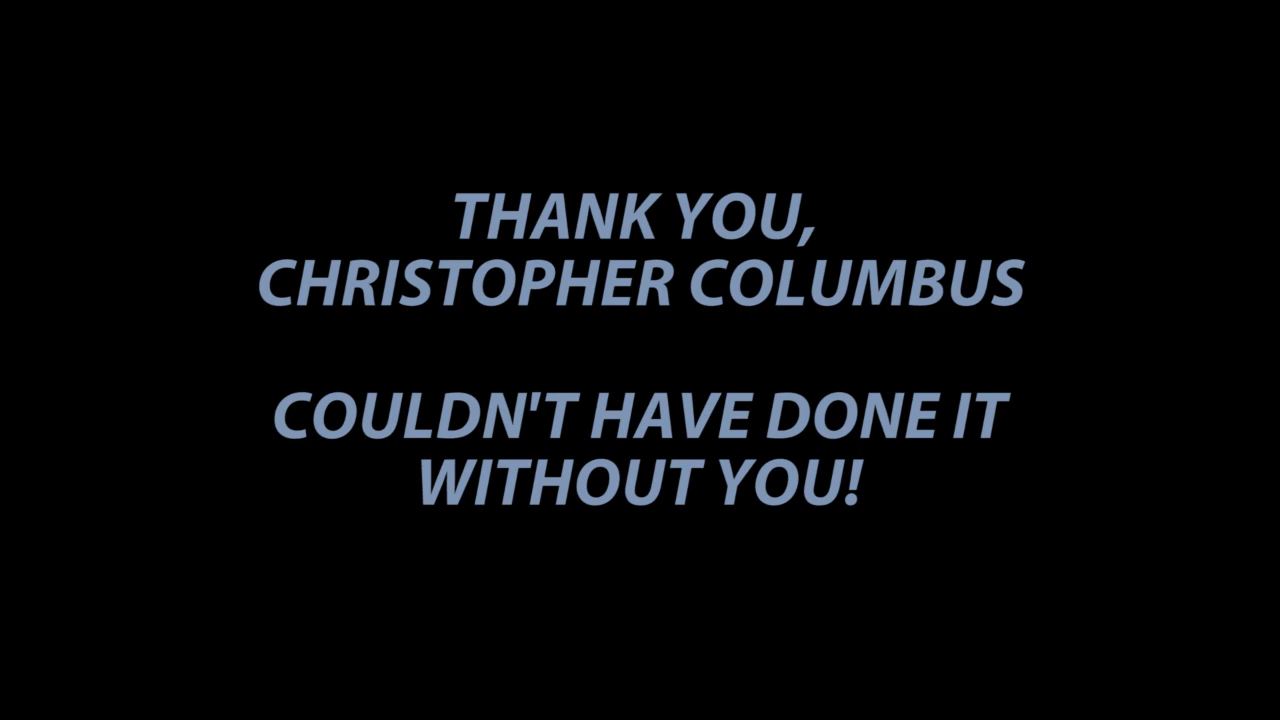 THANK YOU,
CHRISTOPHER COLUMBUS
COULDN'T HAVE DONE IT
WITHOUT YOU!